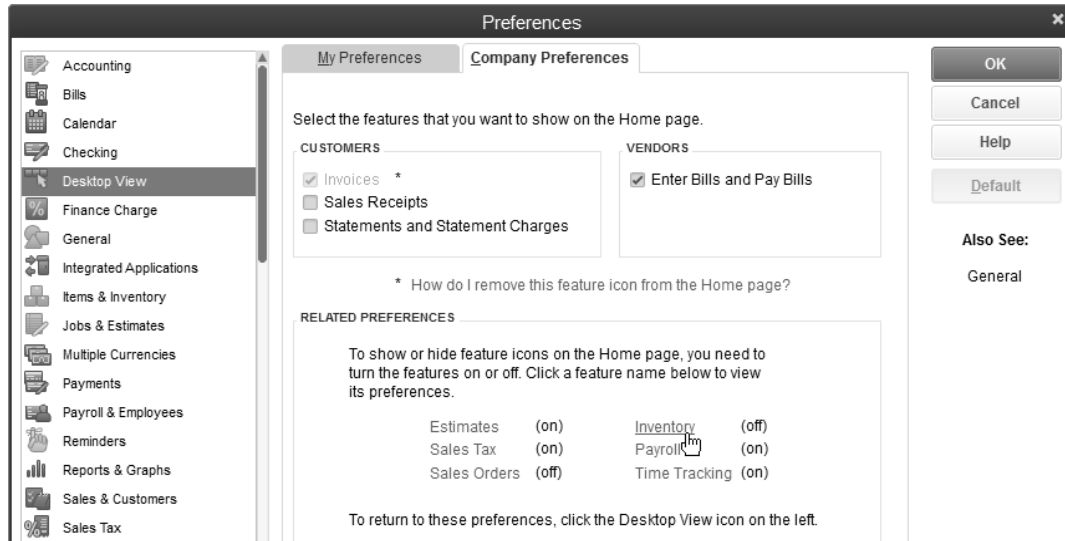 Preferences
×
Accounting
Bills
Calendar
Checking
Desktop View
Finance Charge
General
Integrated Applications
Items & Inventory
Jobs & Estimates
Multiple Currencies
Payments
Payroll & Employees
Reminders
Reports & Graphs
Sales & Customers
Sales Tax
My Preferences
Company Preferences
Select the features that you want to show on the Home page.
CUSTOMERS
Invoices *
Sales Receipts
Statements and Statement Charges
VENDORS
Enter Bills and Pay Bills
* How do I remove this feature icon from the Home page?
RELATED PREFERENCES
To show or hide feature icons on the Home page, you need to
turn the features on or off. Click a feature name below to view
its preferences.
Estimates (on) Inventory (off)
Sales Tax (on) Payroll (on)
Sales Orders (off) Time Tracking (on)
To return to these preferences, click the Desktop View icon on the left.
OK
Cancel
Help
Default
Also See:
General